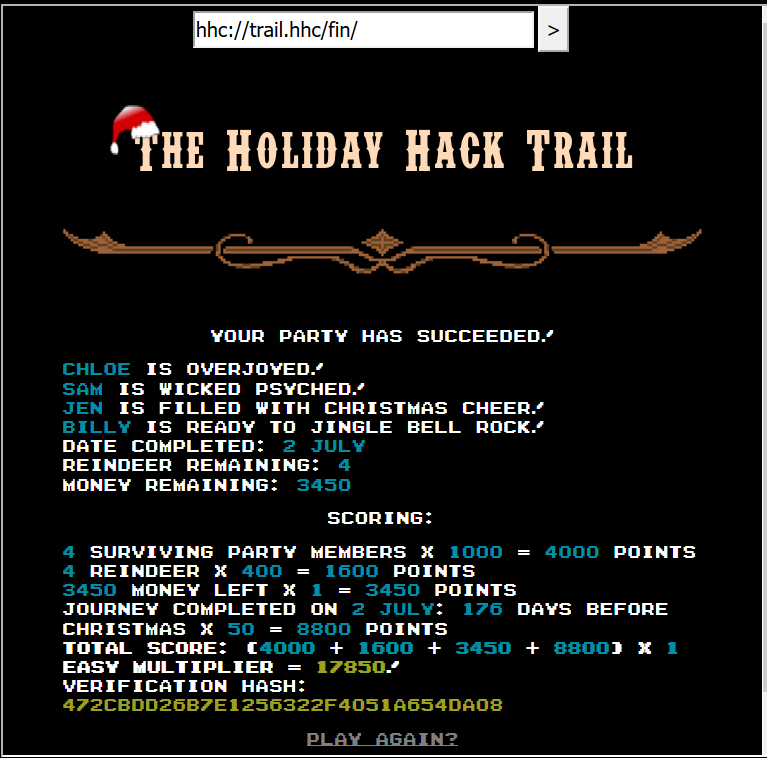 hhc://trail.hhc/fin/
>
THE HOLIDAY HACK TRAIL
YOUR PARTY HAS SUCCEEDED!
CHLOE IS OVERJOYED!
SAM IS WICKED PSYCHED!
JEN IS FILLED WITH CHRISTMAS CHEER!
BILLY IS READY TO JINGLE BELL ROCK!
DATE COMPLETED: 2 JULY
REINDEER REMAINING: 4
MONEY REMAINING: 3450
SCORING:
4 SURVIVING PARTY MEMBERS X 1000 = 4000 POINTS
4 REINDEER X 400 = 1600 POINTS
3450 MONEY LEFT X 1 = 3450 POINTS
JOURNEY COMPLETED ON 2 JULY: 176 DAYS BEFORE
CHRISTMAS X 50 = 8800 POINTS
TOTAL SCORE: (4000 + 1600 + 3450 + 8800) X 1
EASY MULTIPLIER = 17850!
VERIFICATION HASH:
472CBDD26B7E1256322F4051A654DA08
PLAY AGAIN?